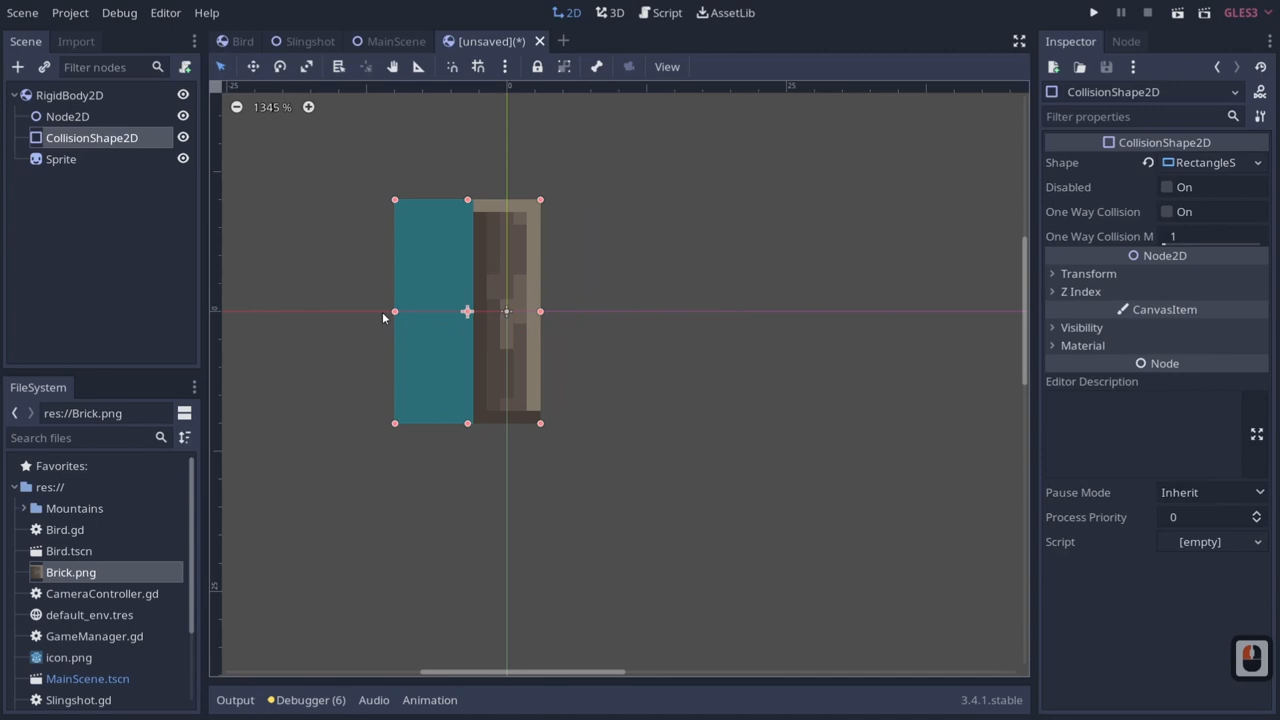 Scene Project Debug Editor Help
2D 3D Script AssetLib
GLES3
Scene Import
Filter nodes
RigidBody2D
Node2D
CollisionShape2D
Sprite
FileSystem
res://Brick.png
Search files
Favorites:
res://
Mountains
Bird.gd
Bird.tscn
Brick.png
CameraController.gd
default_env.tres
GameManager.gd
icon.png
MainScene.tscn
Slingshot.gd
Bird Slingshot MainScene [unsaved](*)
View
-25 0 25
1345 %
0
25
Output Debugger (6) Audio Animation 3.4.1.stable
Inspector Node
CollisionShape2D
Filter properties
CollisionShape2D
Shape RectangleS
Disabled On
One Way Collision On
One Way Collision M 1
Node2D
Transform
Z Index
CanvasItem
Visibility
Material
Node
Editor Description
Pause Mode Inherit
Process Priority 0
Script [empty]